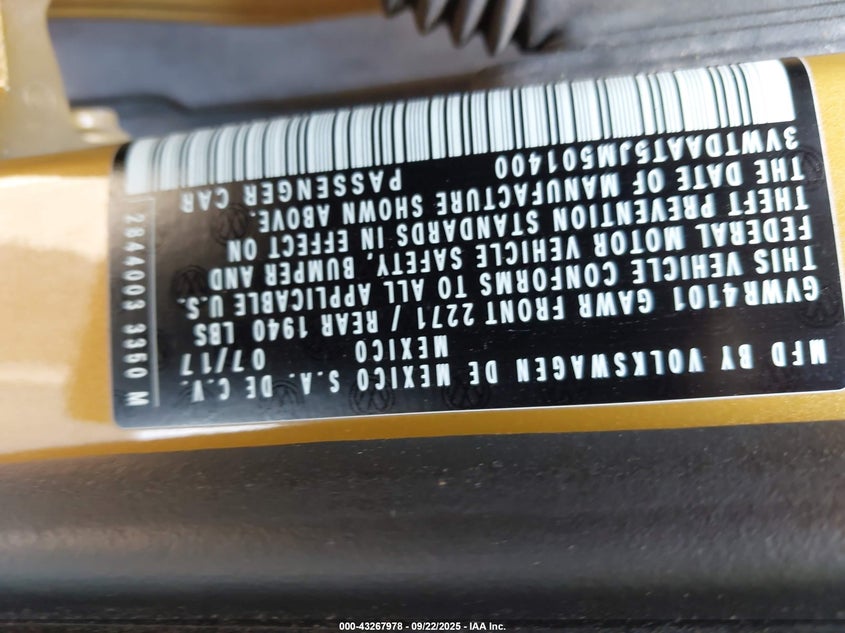 MFD BY VOLKSWAGEN DE MEXICO S.A. DE C.V.
MEXICO 07/17
GVWR 4101 GAWR FRONT 2271 / REAR 1940 LBS
THIS VEHICLE CONFORMS TO ALL APPLICABLE U.S.
FEDERAL MOTOR VEHICLE SAFETY, BUMPER AND
THEFT PREVENTION STANDARDS IN EFFECT ON
THE DATE OF MANUFACTURE SHOWN ABOVE.
3VWTDAAT5JM501400 PASSENGER CAR
2844003 3350 M
000-43267978 - 09/22/2025 - IAA Inc.